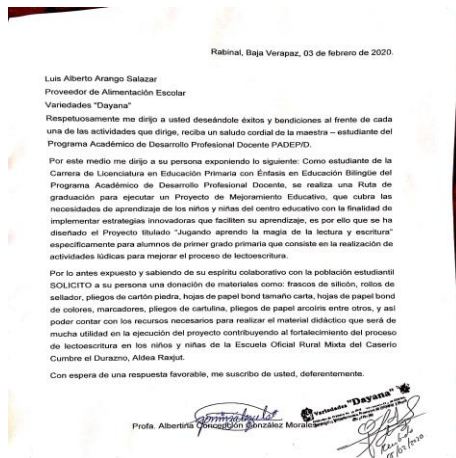 Rabinal, Baja Verapaz, 03 de febrero de 2020.
Luis Alberto Arango Salazar
Proveedor de Alimentación Escolar
Variedades "Dayana"
Respetuosamente me dirijo a usted deseándole éxitos y bendiciones al frente de cada
una de las actividades que dirige, reciba un saludo cordial de la maestra – estudiante del
Programa Académico de Desarrollo Profesional Docente PADEP/D.
Por este medio me dirijo a su persona exponiendo lo siguiente: Como estudiante de la
Carrera de Licenciatura en Educación Primaria con Énfasis en Educación Bilingüe del
Programa Académico de Desarrollo Profesional Docente, se realiza una Ruta de
graduación para ejecutar un Proyecto de Mejoramiento Educativo, que cubra las
necesidades de aprendizaje de los niños y niñas del centro educativo con la finalidad de
implementar estrategias innovadoras que faciliten su aprendizaje, es por ello que se ha
diseñado el Proyecto titulado "Jugando aprendo la magia de la lectura y escritura"
específicamente para alumnos de primer grado primaria que consiste en la realización de
actividades lúdicas para mejorar el proceso de lectoescritura.
Por lo antes expuesto y sabiendo de su espíritu colaborativo con la población estudiantil
SOLICITO a su persona una donación de materiales como: frascos de silicón, rollos de
sellador, pliegos de cartón piedra, hojas de papel bond tamaño carta, hojas de papel bond
de colores, marcadores, pliegos de cartulina, pliegos de papel arcoíris entre otros, y así
poder contar con los recursos necesarios para realizar el material didáctico que será de
mucha utilidad en la ejecución del proyecto contribuyendo al fortalecimiento del proceso
de lectoescritura en los niños y niñas de la Escuela Oficial Rural Mixta del Caserío
Cumbre el Durazno, Aldea Raxjut.
Con espera de una respuesta favorable, me suscribo de usted, deferentemente.
Variedades "Dayana"
Profa. Albertina Concepción González Morales
Recibido